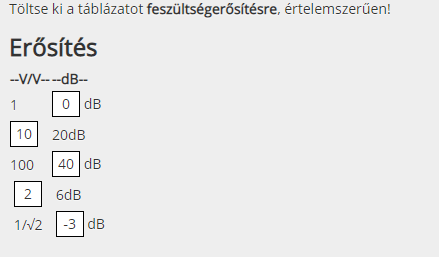 Töltse ki a táblázatot feszültségerősítésre, értelemszerűen!
Erősítés
--V/V-- --dB--
1 0 dB
10 20dB
100 40 dB
2 6dB
1/√2 -3 dB